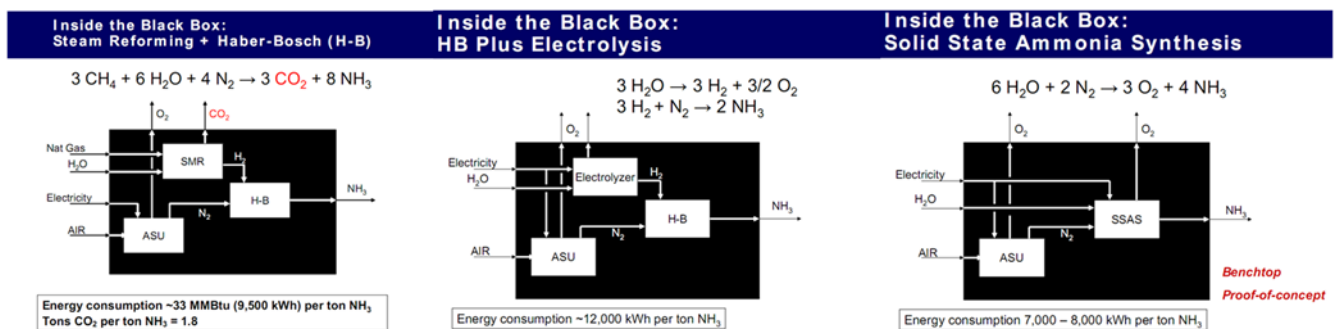 Inside the Black Box:
Steam Reforming + Haber-Bosch (H-B)
3 CH₄ + 6 H₂O + 4 N₂ → 3 CO₂ + 8 NH₃
O₂
CO₂
Nat Gas
H₂O
SMR
H₂
Electricity
H-B
NH₃
N₂
AIR
ASU
Energy consumption ~33 MMBtu (9,500 kWh) per ton NH₃
Tons CO₂ per ton NH₃ = 1.8
Inside the Black Box:
HB Plus Electrolysis
3 H₂O → 3 H₂ + 3/2 O₂
3 H₂ + N₂ → 2 NH₃
O₂
Electricity
H₂O
Electrolyzer
H₂
H-B
NH₃
N₂
AIR
ASU
Energy consumption ~12,000 kWh per ton NH₃
Inside the Black Box:
Solid State Ammonia Synthesis
6 H₂O + 2 N₂ → 3 O₂ + 4 NH₃
O₂
O₂
Electricity
H₂O
SSAS
NH₃
N₂
AIR
ASU
Benchtop
Proof-of-concept
Energy consumption 7,000 – 8,000 kWh per ton NH₃